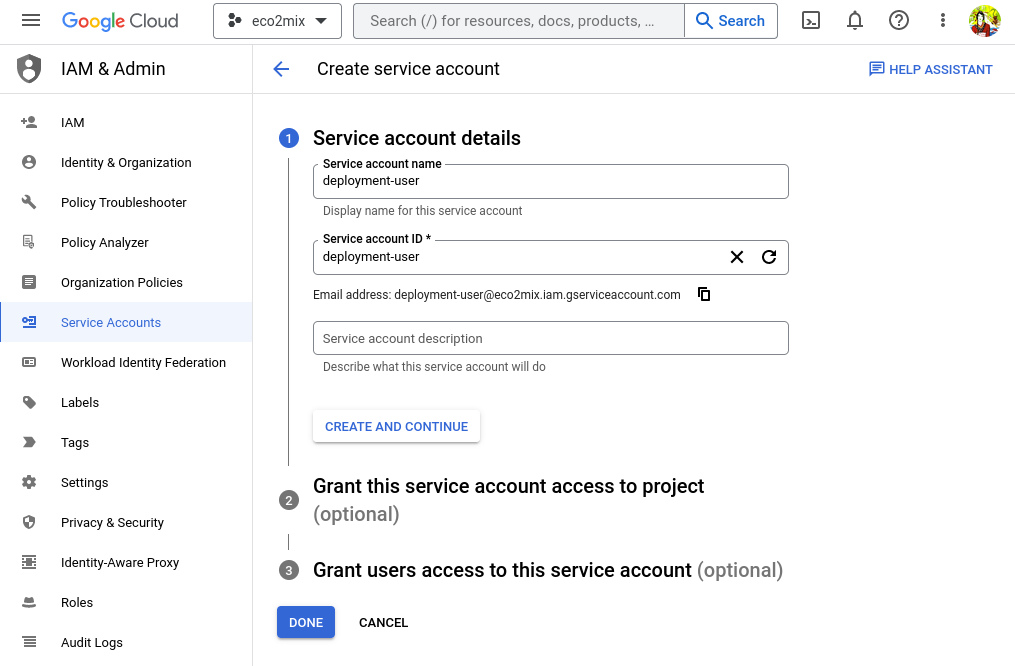 Google Cloud
eco2mix
Search (/) for resources, docs, products, ...
Search
IAM & Admin
Create service account
HELP ASSISTANT
IAM
Identity & Organization
Policy Troubleshooter
Policy Analyzer
Organization Policies
Service Accounts
Workload Identity Federation
Labels
Tags
Settings
Privacy & Security
Identity-Aware Proxy
Roles
Audit Logs
1
Service account details
Service account name
deployment-user
Display name for this service account
Service account ID *
deployment-user
Email address: deployment-user@eco2mix.iam.gserviceaccount.com
Service account description
Describe what this service account will do
CREATE AND CONTINUE
2
Grant this service account access to project
(optional)
3
Grant users access to this service account (optional)
DONE
CANCEL